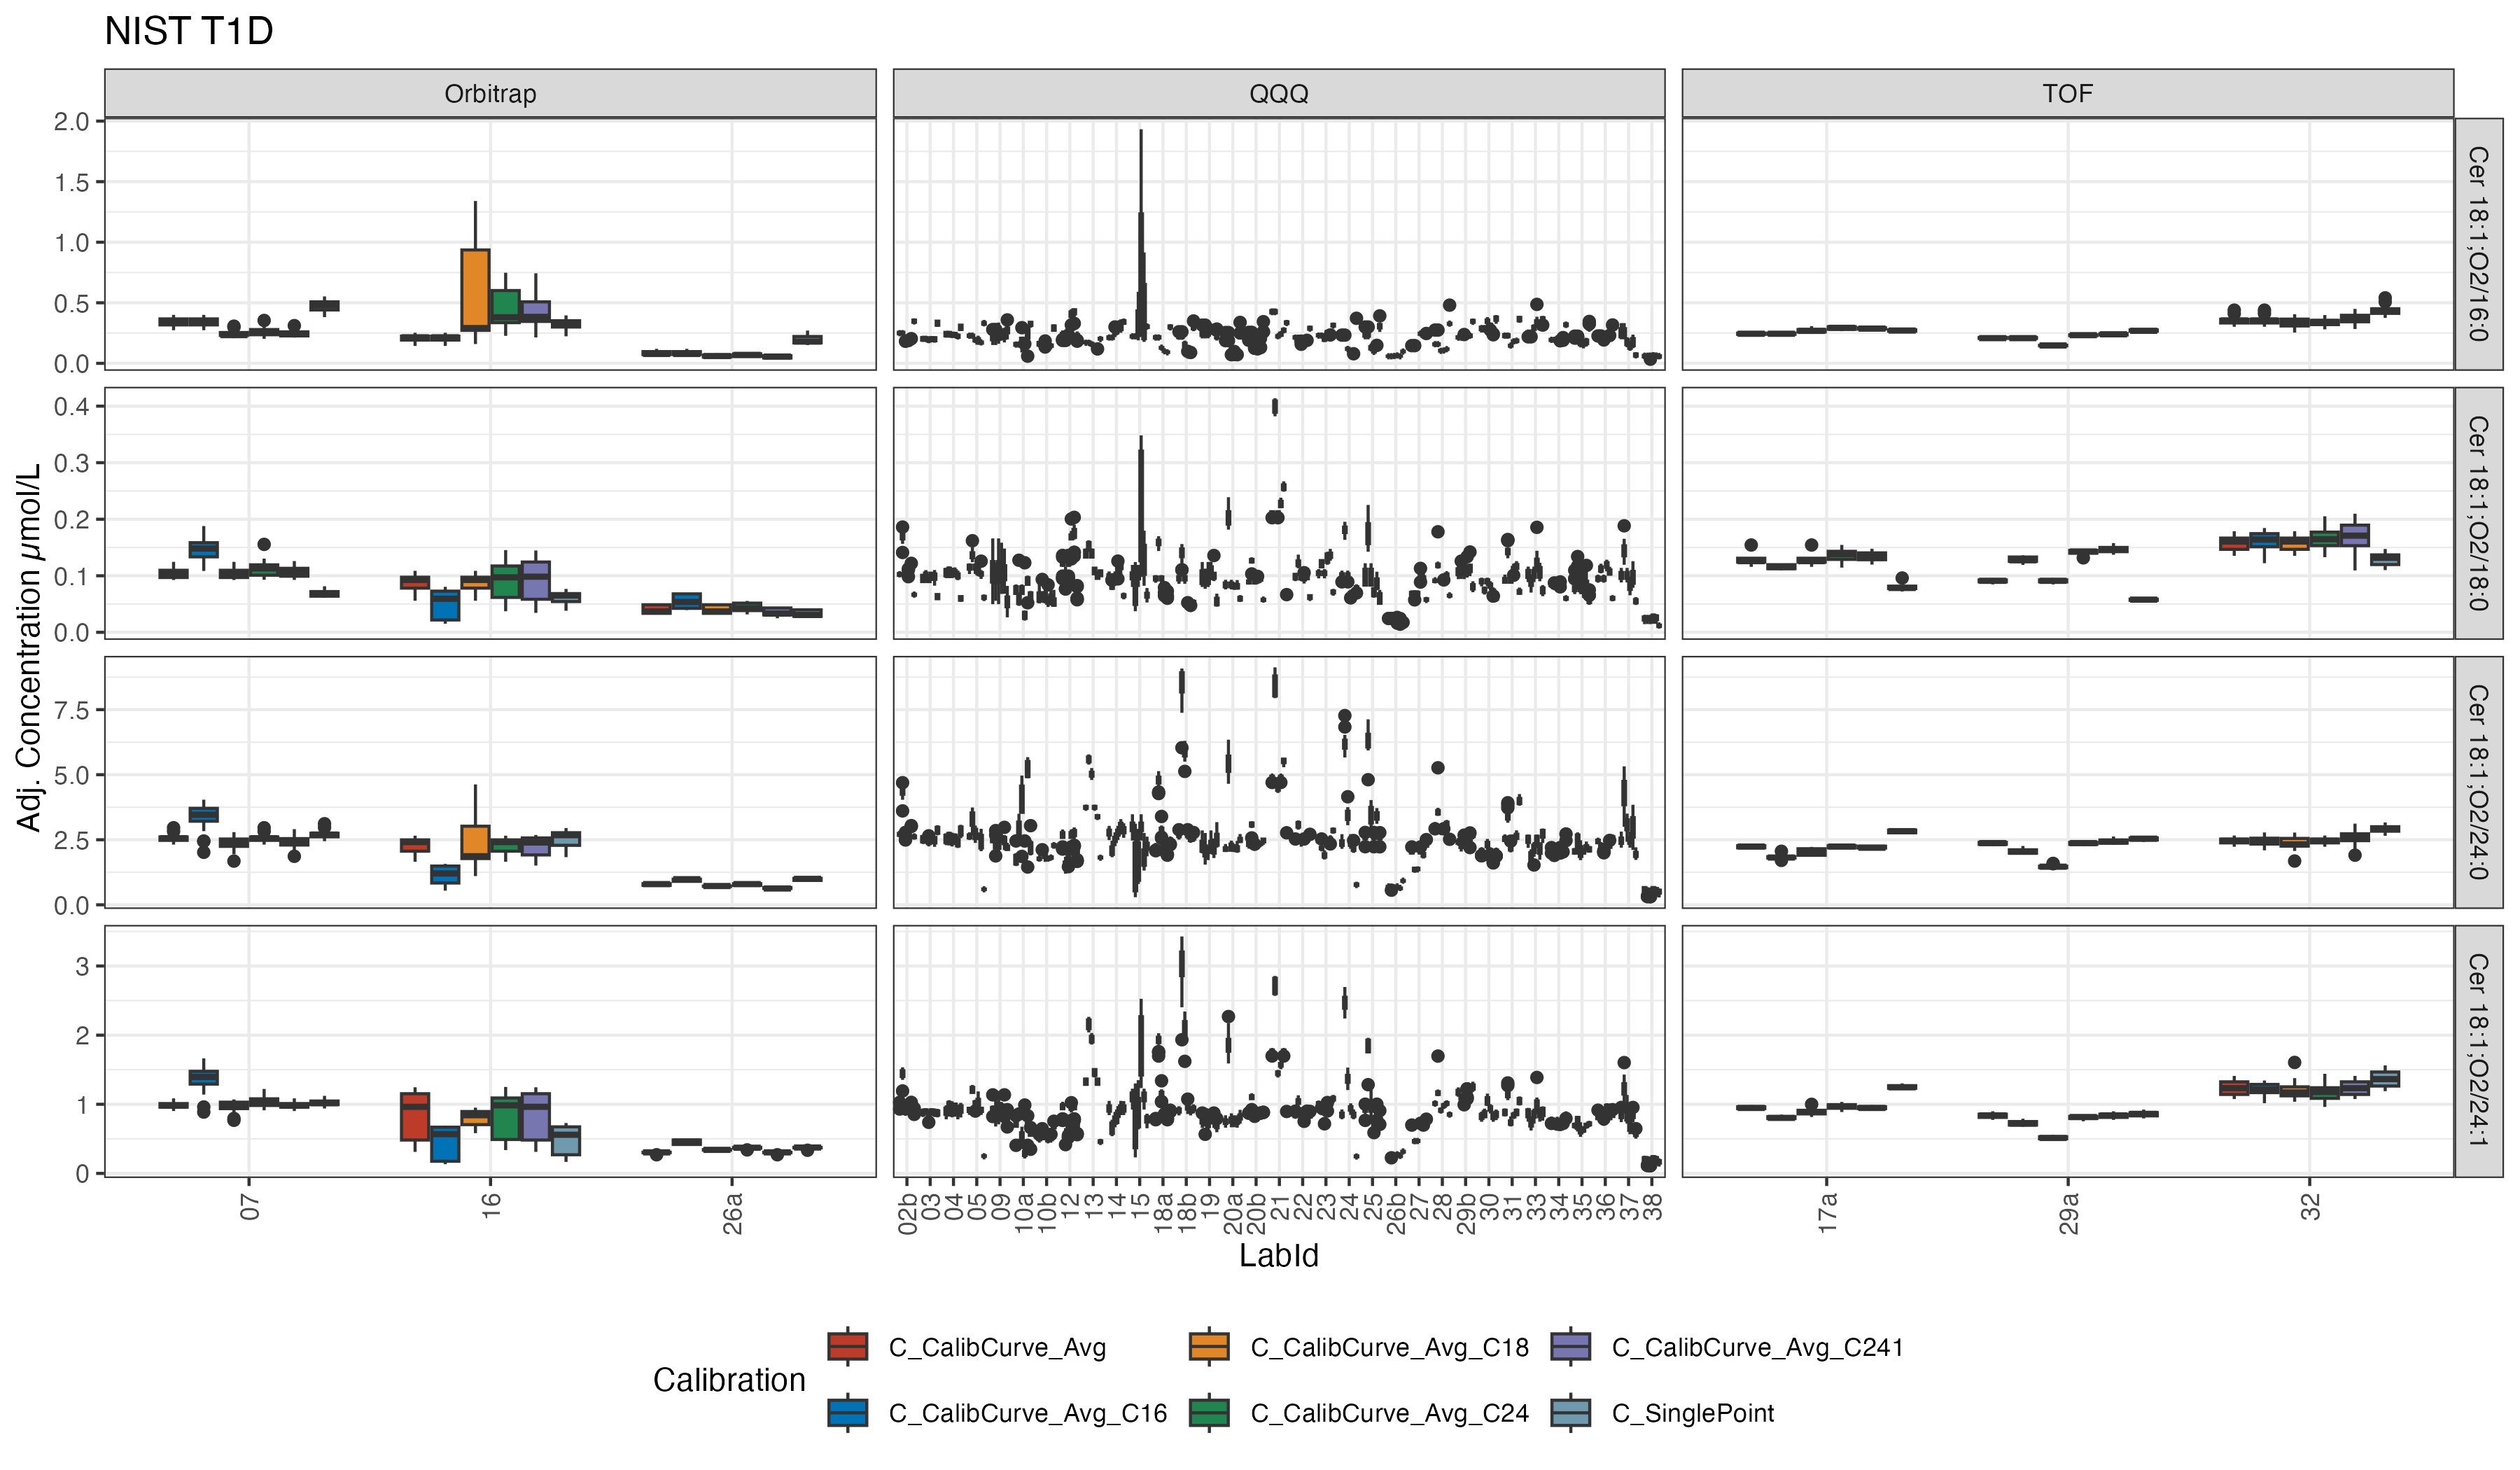 NIST T1D
Orbitrap
QQQ
TOF
2.0
1.5
1.0
0.5
0.0
Cer 18:1;O2/16:0
0.4
0.3
0.2
0.1
0.0
Cer 18:1;O2/18:0
7.5
5.0
2.5
0.0
Cer 18:1;O2/24:0
3
2
1
0
Cer 18:1;O2/24:1
Adj. Concentration µmol/L
07
16
26a
02b
03
04
05
09
10a
10b
12
13
14
15
18a
18b
19
20a
20b
21
22
23
24
25
26b
27
28
29b
30
31
33
34
35
36
37
38
17a
29a
32
LabId
Calibration
C_CalibCurve_Avg
C_CalibCurve_Avg_C16
C_CalibCurve_Avg_C18
C_CalibCurve_Avg_C24
C_CalibCurve_Avg_C241
C_SinglePoint